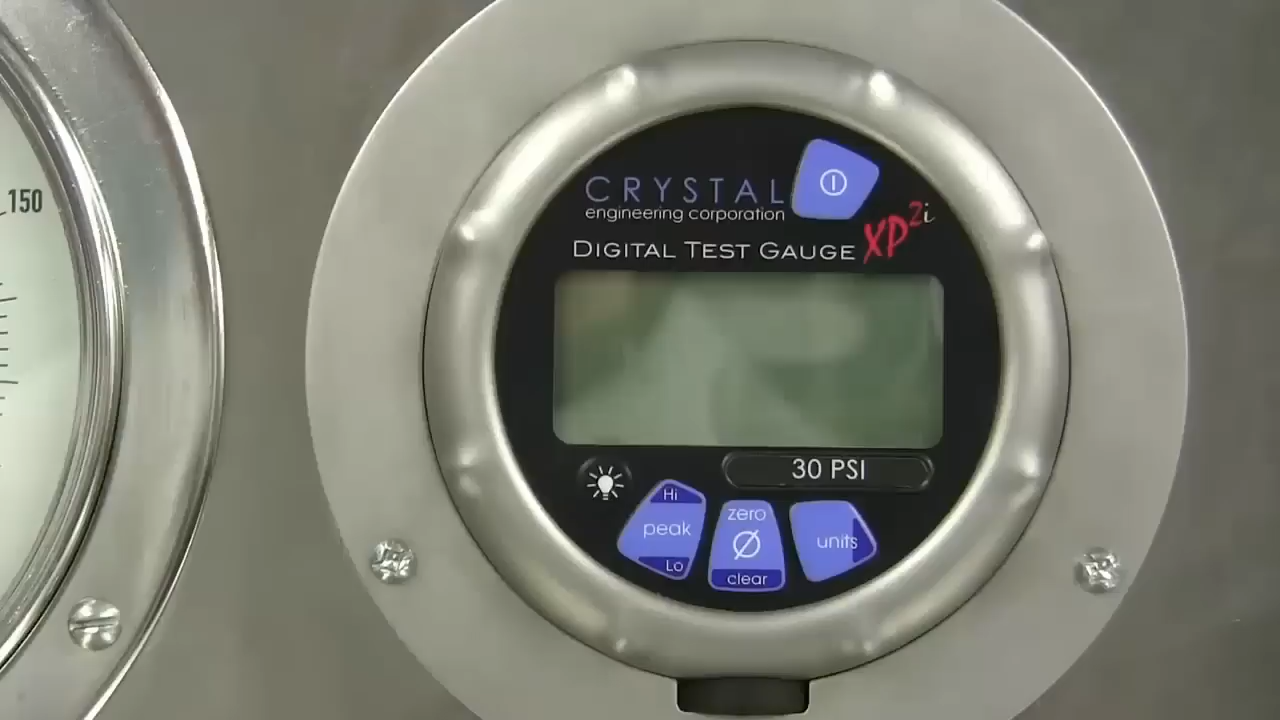 150
CRYSTAL
engineering corporation
DIGITAL TEST GAUGE XP2i
30 PSI
Hi
peak
Lo
zero
clear
units